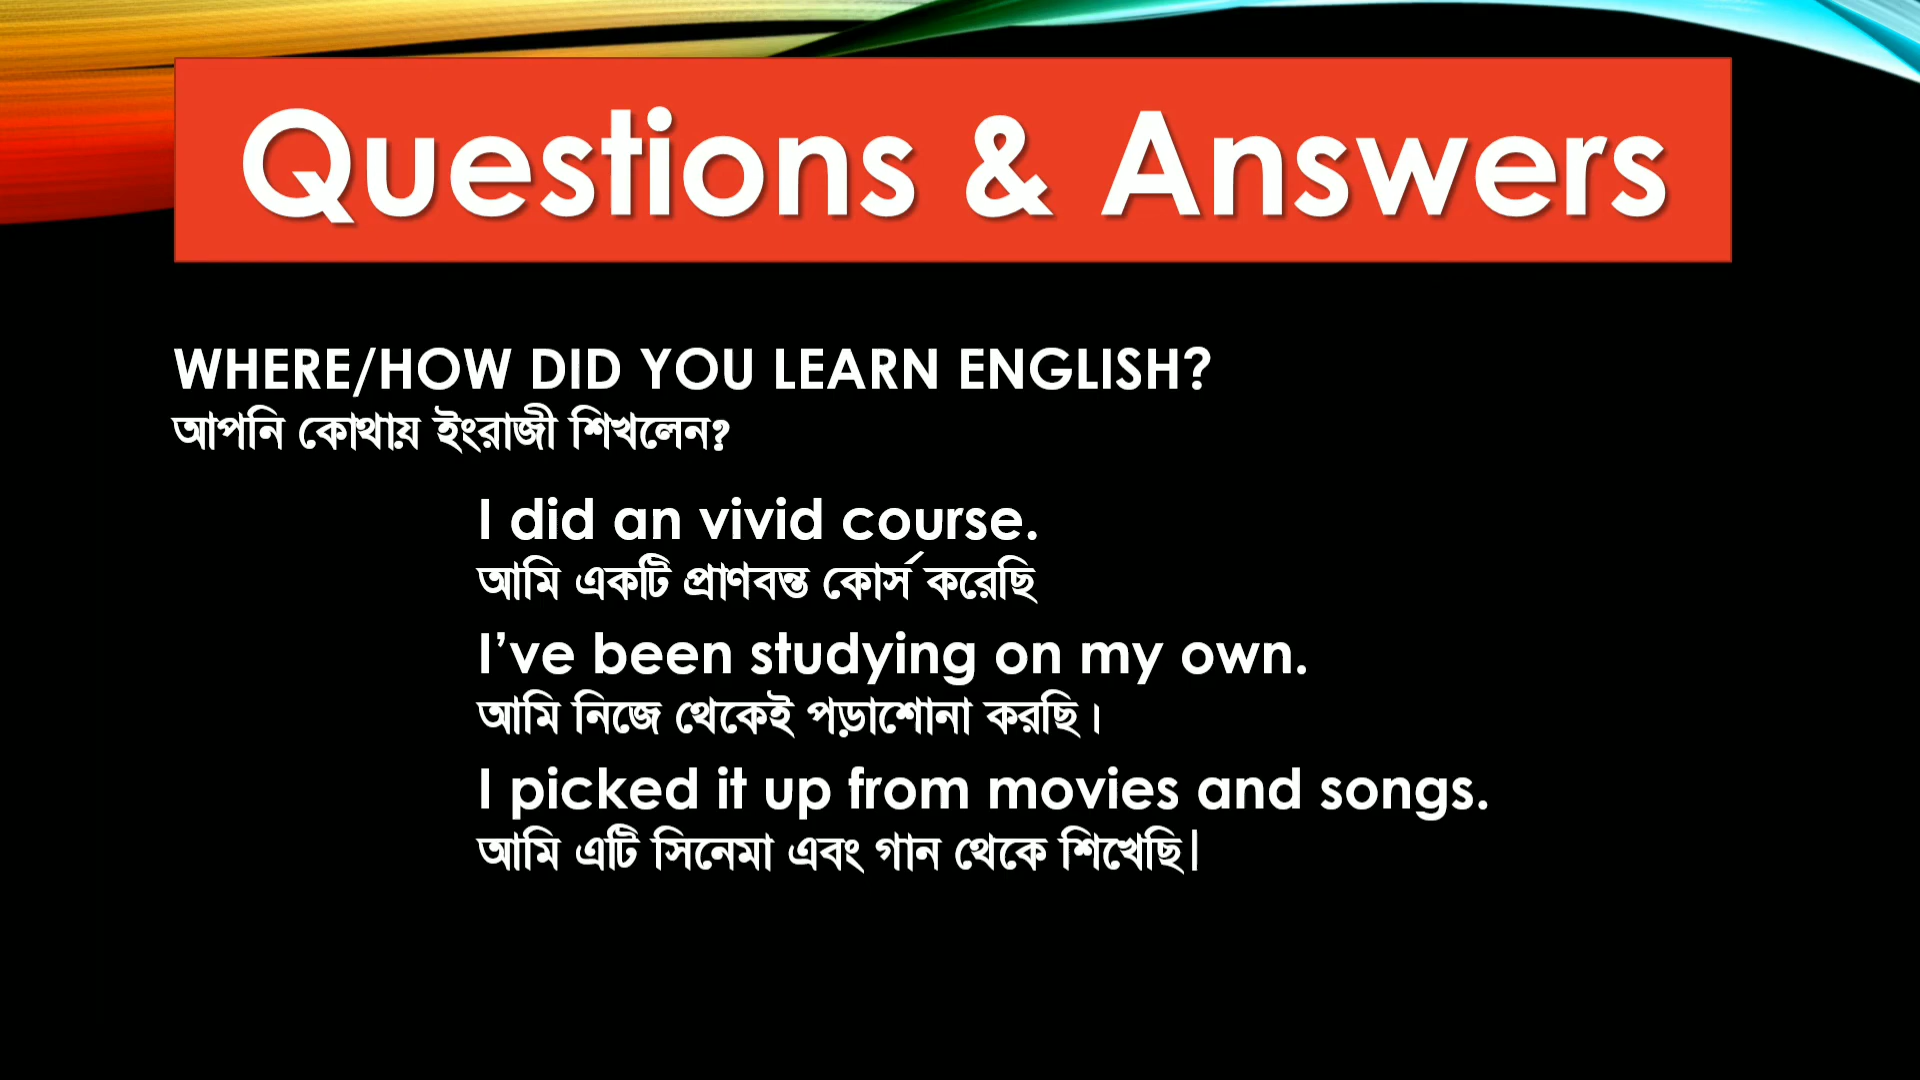 Questions & Answers
WHERE/HOW DID YOU LEARN ENGLISH?
আপনি কোথায় ইংরাজী শিখলেন?
I did an vivid course.
আমি একটি প্রাণবন্ত কোর্স করেছি
I’ve been studying on my own.
আমি নিজে থেকেই পড়াশোনা করছি।
I picked it up from movies and songs.
আমি এটি সিনেমা এবং গান থেকে শিখেছি|